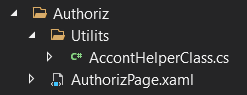 Authoriz
Utilits
C# AccontHelperClass.cs
AuthorizPage.xaml